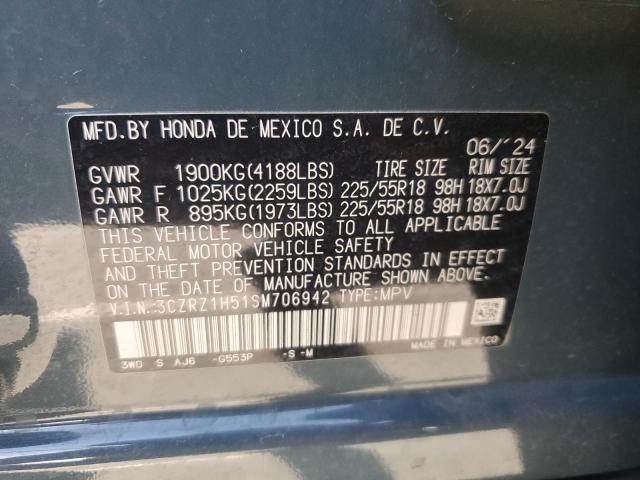 MFD. BY HONDA DE MEXICO S.A. DE C.V.
06/'24
GVWR 1900KG(4188LBS) TIRE SIZE RIM SIZE
GAWR F 1025KG(2259LBS) 225/55R18 98H 18X7.0J
GAWR R 895KG(1973LBS) 225/55R18 98H 18X7.0J
THIS VEHICLE CONFORMS TO ALL APPLICABLE
FEDERAL MOTOR VEHICLE SAFETY
AND THEFT PREVENTION STANDARDS IN EFFECT
ON THE DATE OF MANUFACTURE SHOWN ABOVE.
V.I.N.:3CZRZ1H51SM706942 TYPE:MPV
3W0 S AJ6 -G553P -S -M MADE IN MEXICO